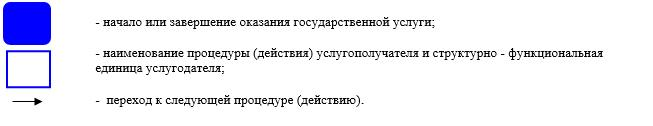 - начало или завершение оказания государственной услуги;
- наименование процедуры (действия) услугополучателя и структурно - функциональная
единица услугодателя;
- переход к следующей процедуре (действию).